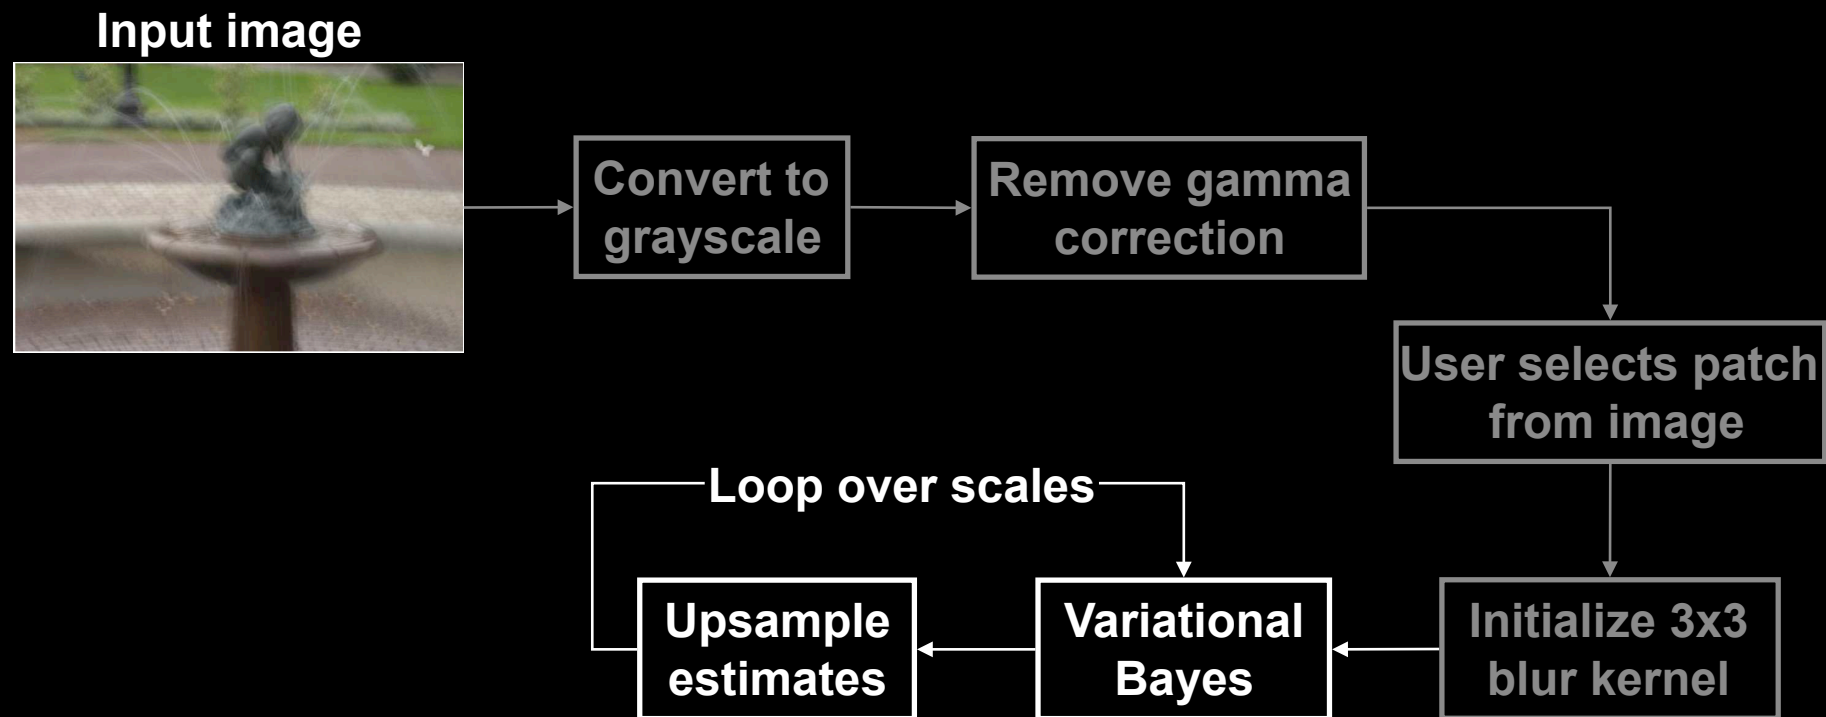 Input image
Convert to
grayscale
Remove gamma
correction
User selects patch
from image
Loop over scales
Upsample
estimates
Variational
Bayes
Initialize 3x3
blur kernel